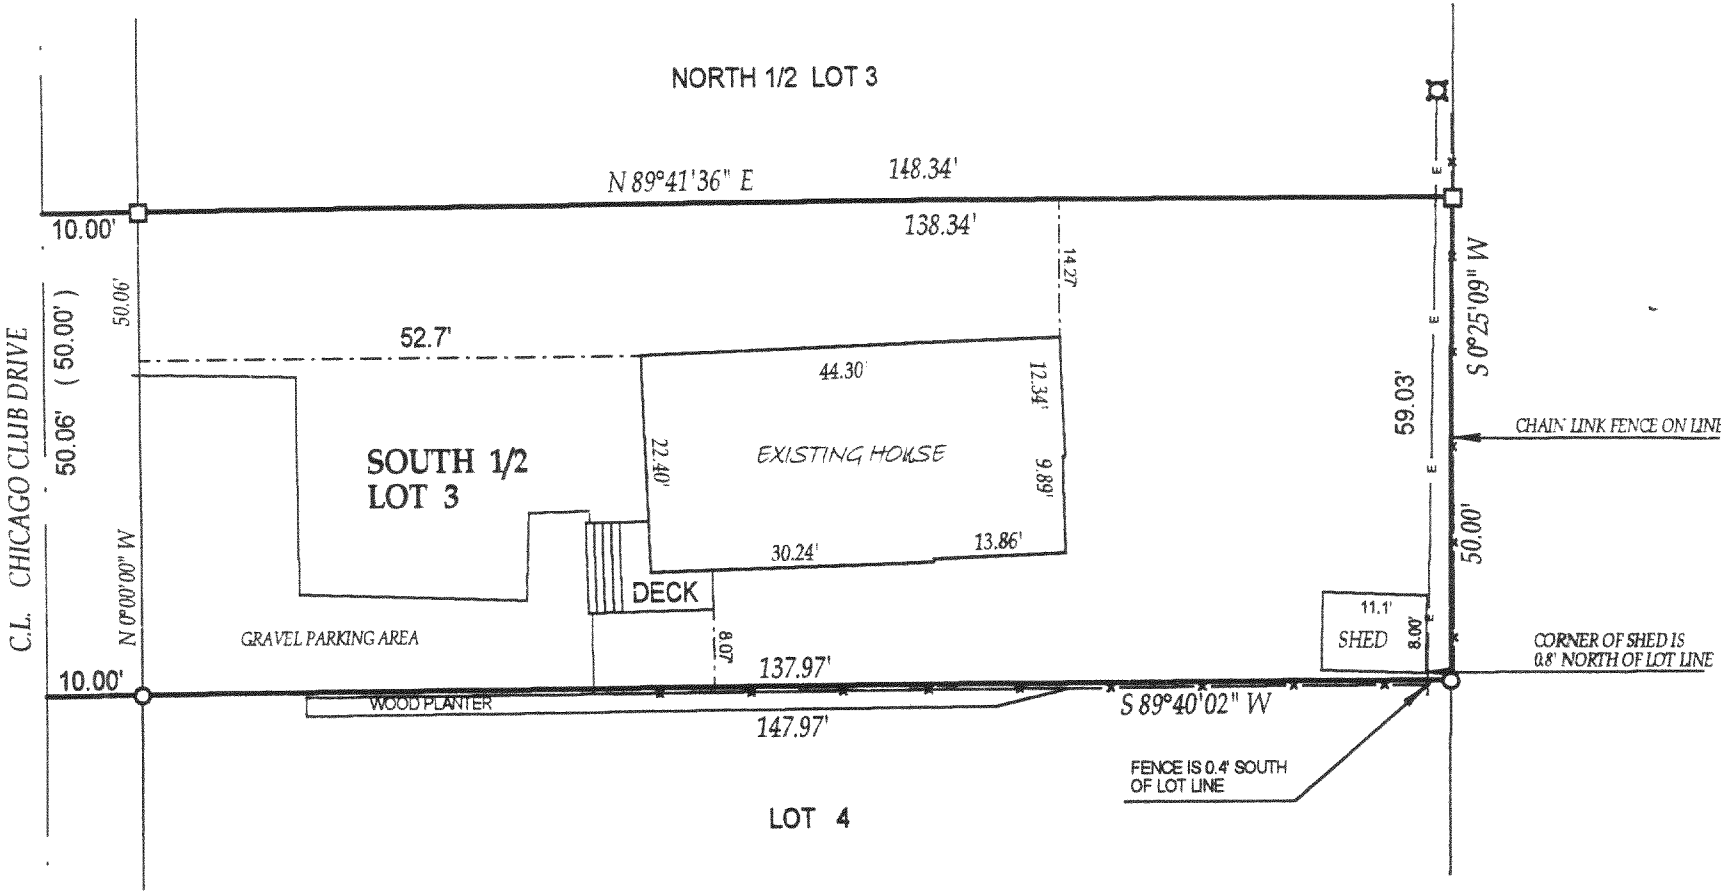 NORTH 1/2 LOT 3
N 89°41'36" E
148.34'
138.34'
10.00'
50.06'
50.06' ( 50.00' )
C.L. CHICAGO CLUB DRIVE
N 0°00'00" W
52.7'
14.27'
44.30'
12.34'
22.40'
EXISTING HOUSE
9.89'
SOUTH 1/2
LOT 3
30.24'
13.86'
DECK
8.07'
GRAVEL PARKING AREA
10.00'
137.97'
WOOD PLANTER
147.97'
S 89°40'02" W
E
E
E
E
59.03'
S 0°25'09" W
50.00'
CHAIN LINK FENCE ON LINE
11.1'
SHED
8.00'
CORNER OF SHED IS
0.8' NORTH OF LOT LINE
FENCE IS 0.4' SOUTH
OF LOT LINE
LOT 4